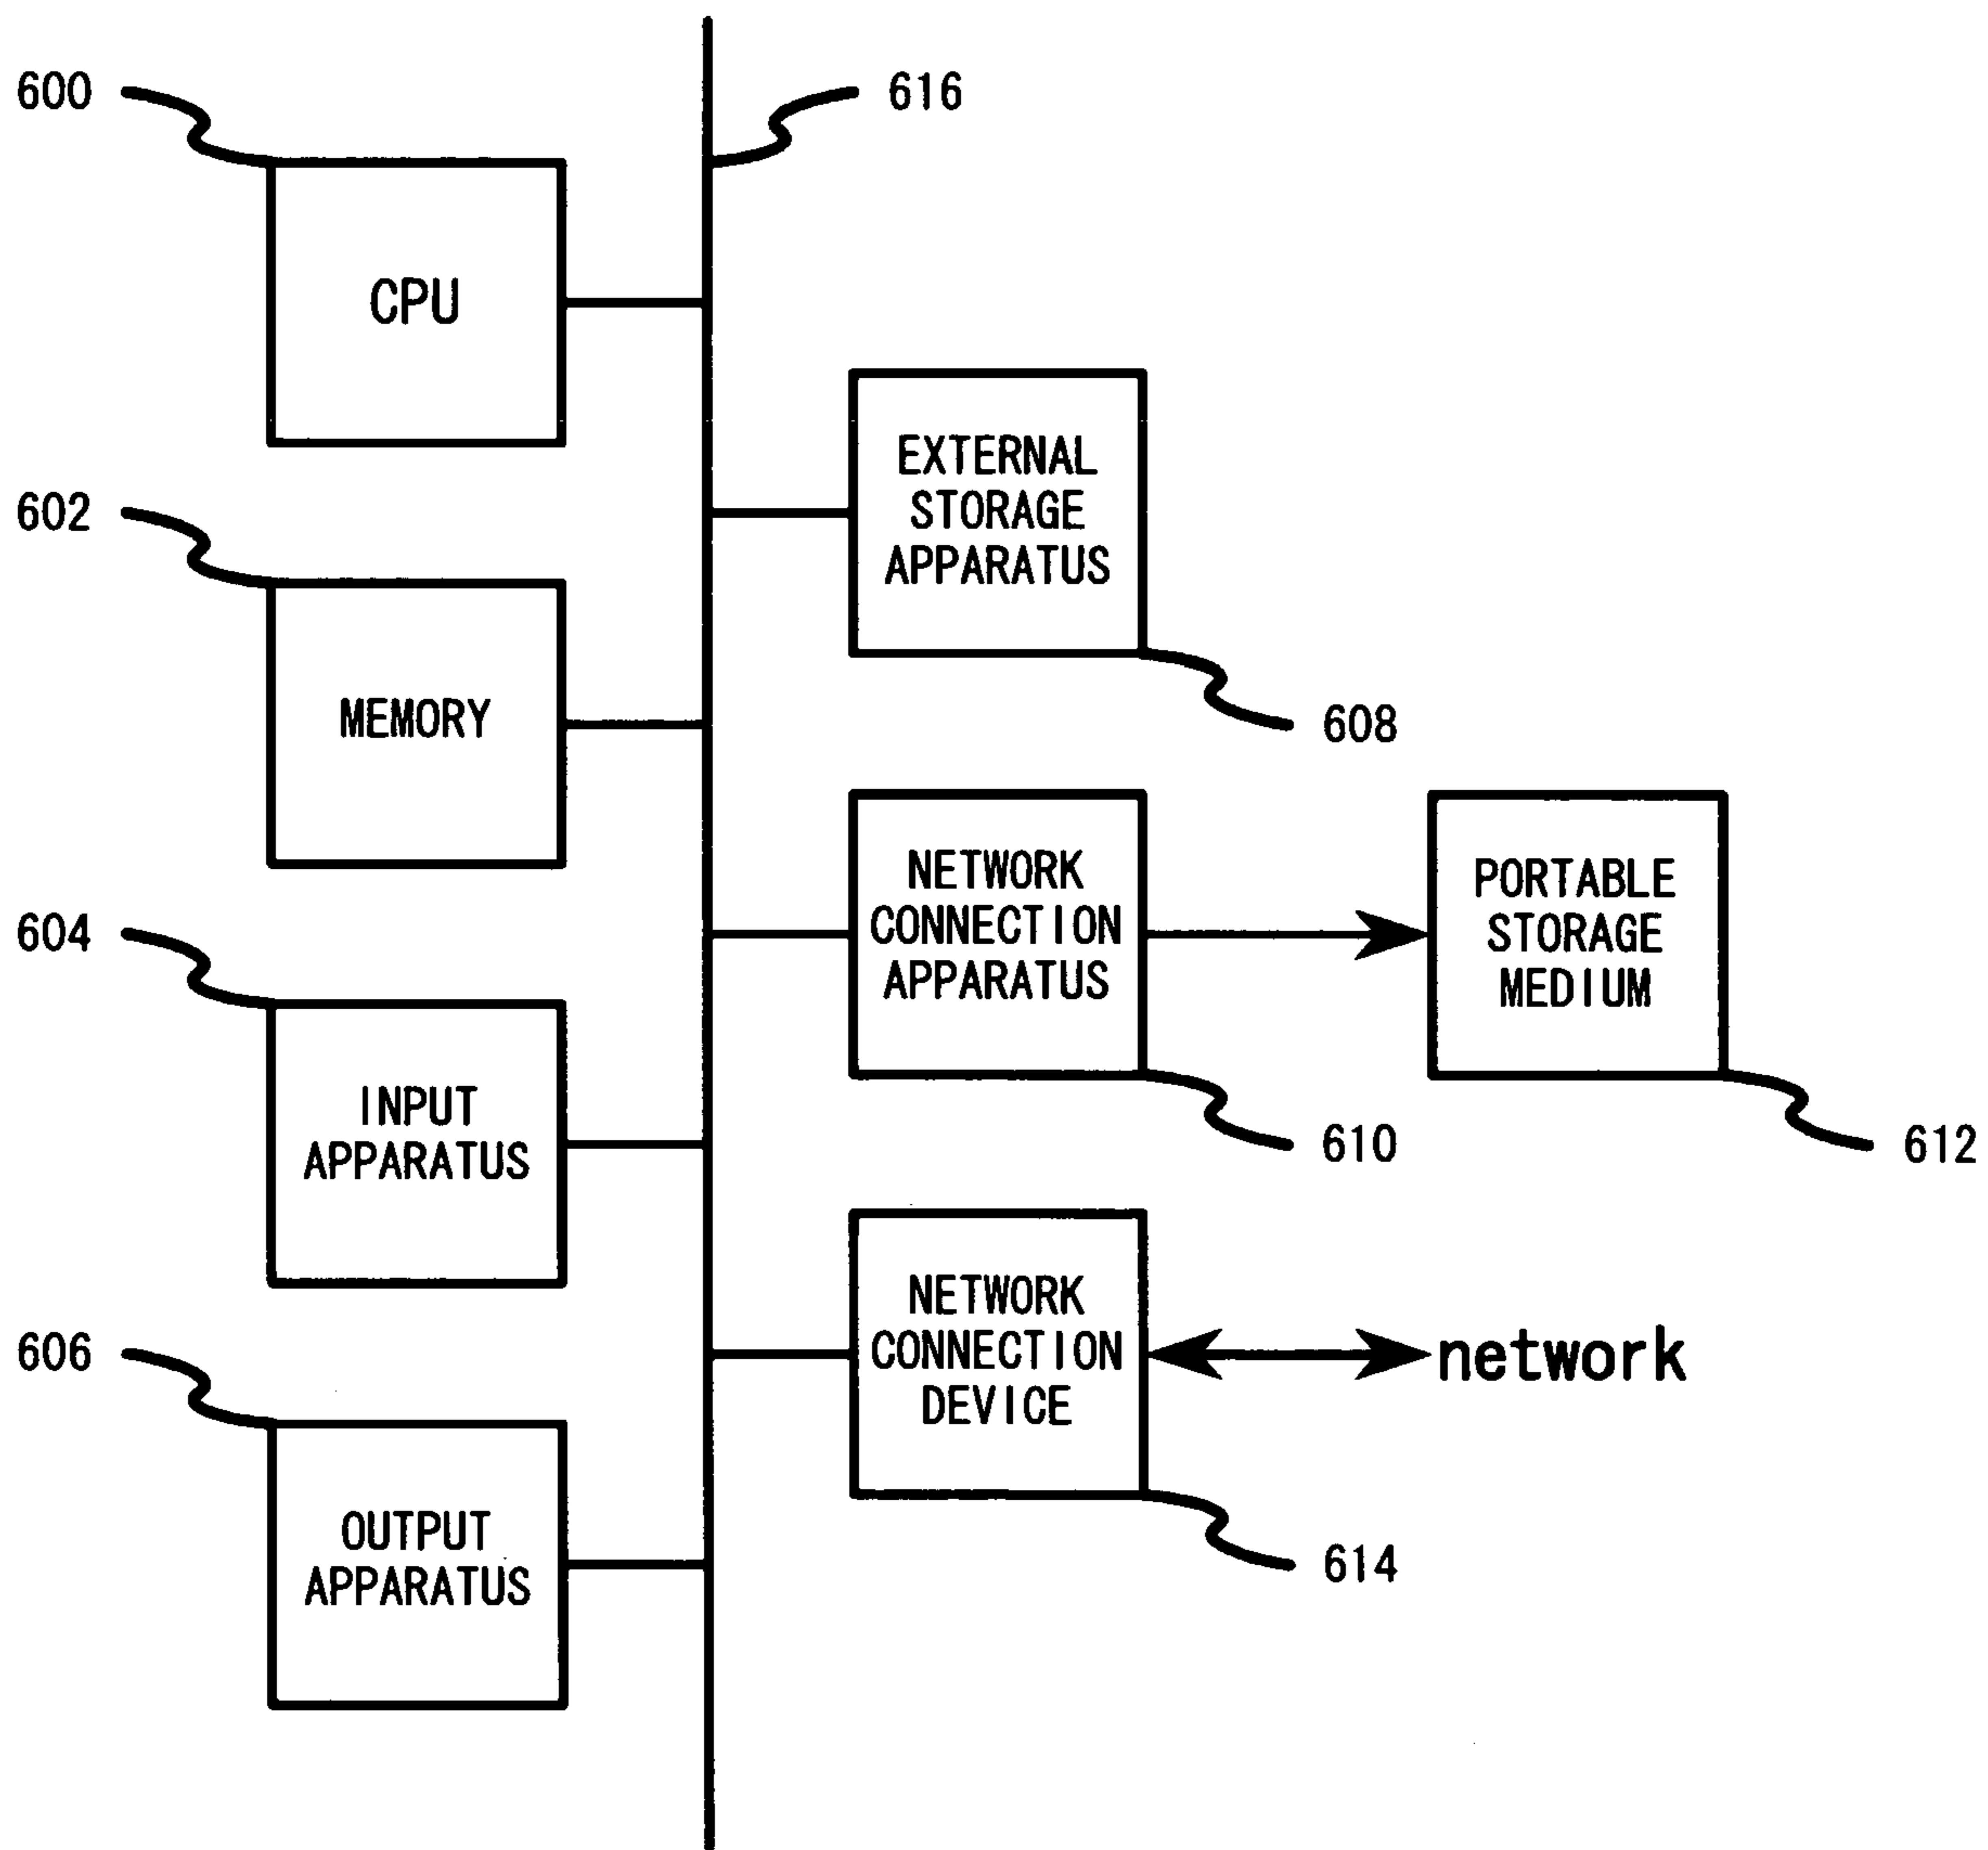 600
616
CPU
EXTERNAL
STORAGE
APPARATUS
602
608
MEMORY
NETWORK
CONNECTION
APPARATUS
PORTABLE
STORAGE
MEDIUM
604
610
612
INPUT
APPARATUS
NETWORK
CONNECTION
DEVICE
network
606
614
OUTPUT
APPARATUS